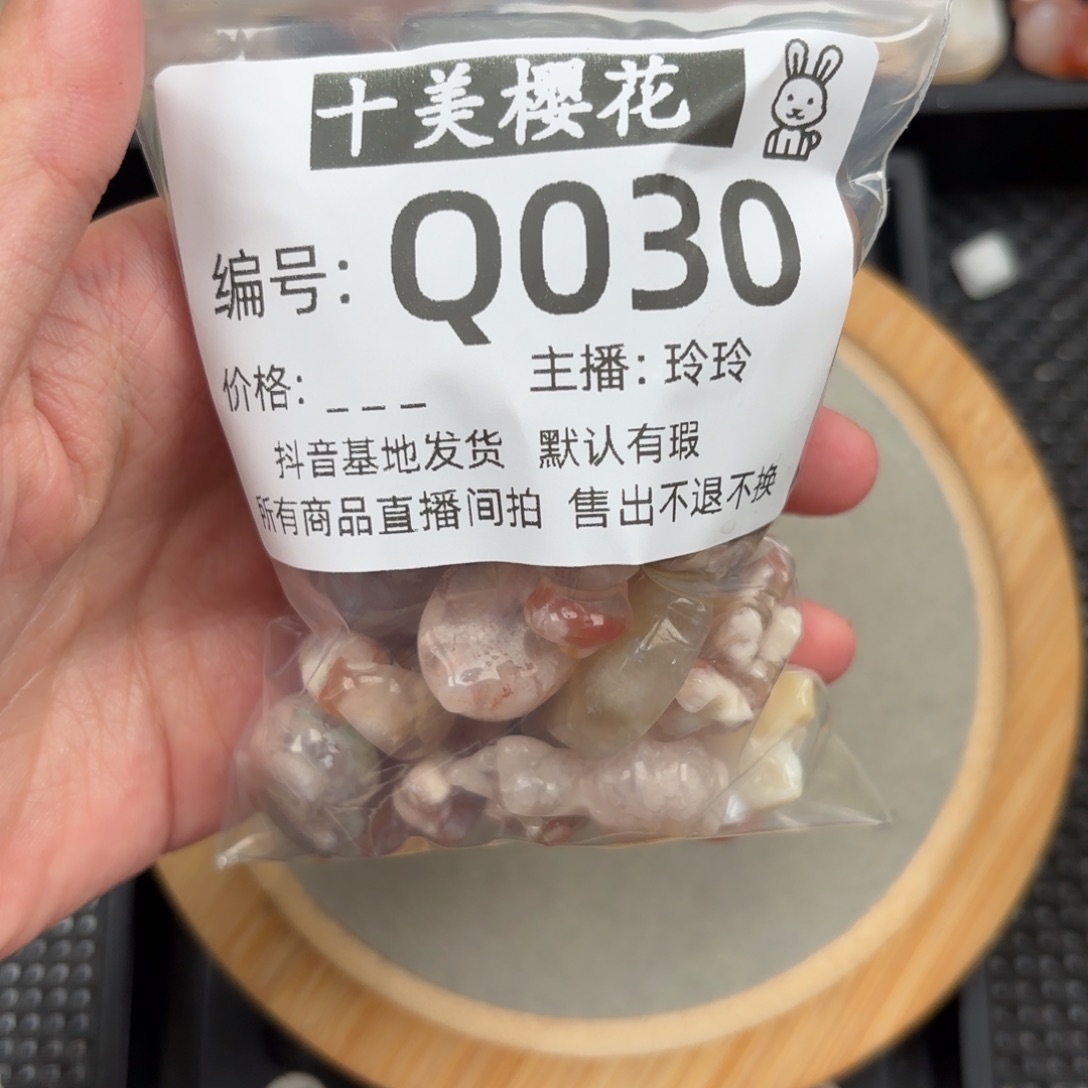 十美樱花
编号：Q030
价格：_ _ _ 主播：玲玲
抖音基地发货 默认有瑕
所有商品直播间拍 售出不退不换